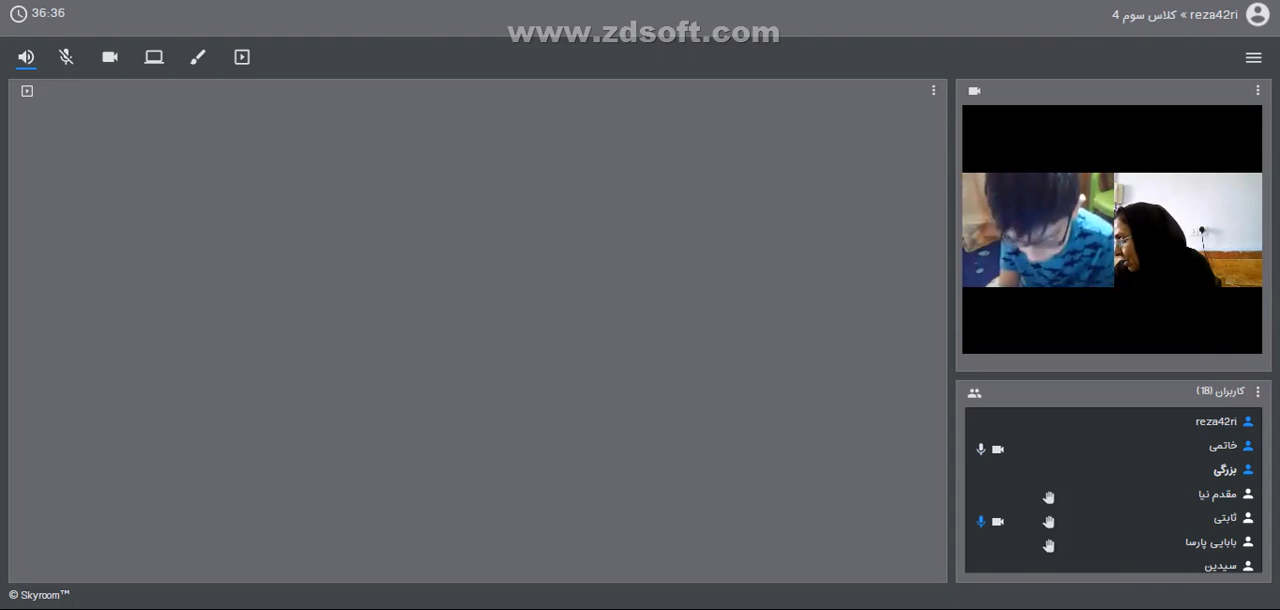 36:36
www.zdsoft.com
reza42ri » کلاس سوم 4
کاربران (18)
reza42ri
خاتمی
بزرگی
مقدم نیا
ثابتی
بابایی پارسا
سیدین
© Skyroom™